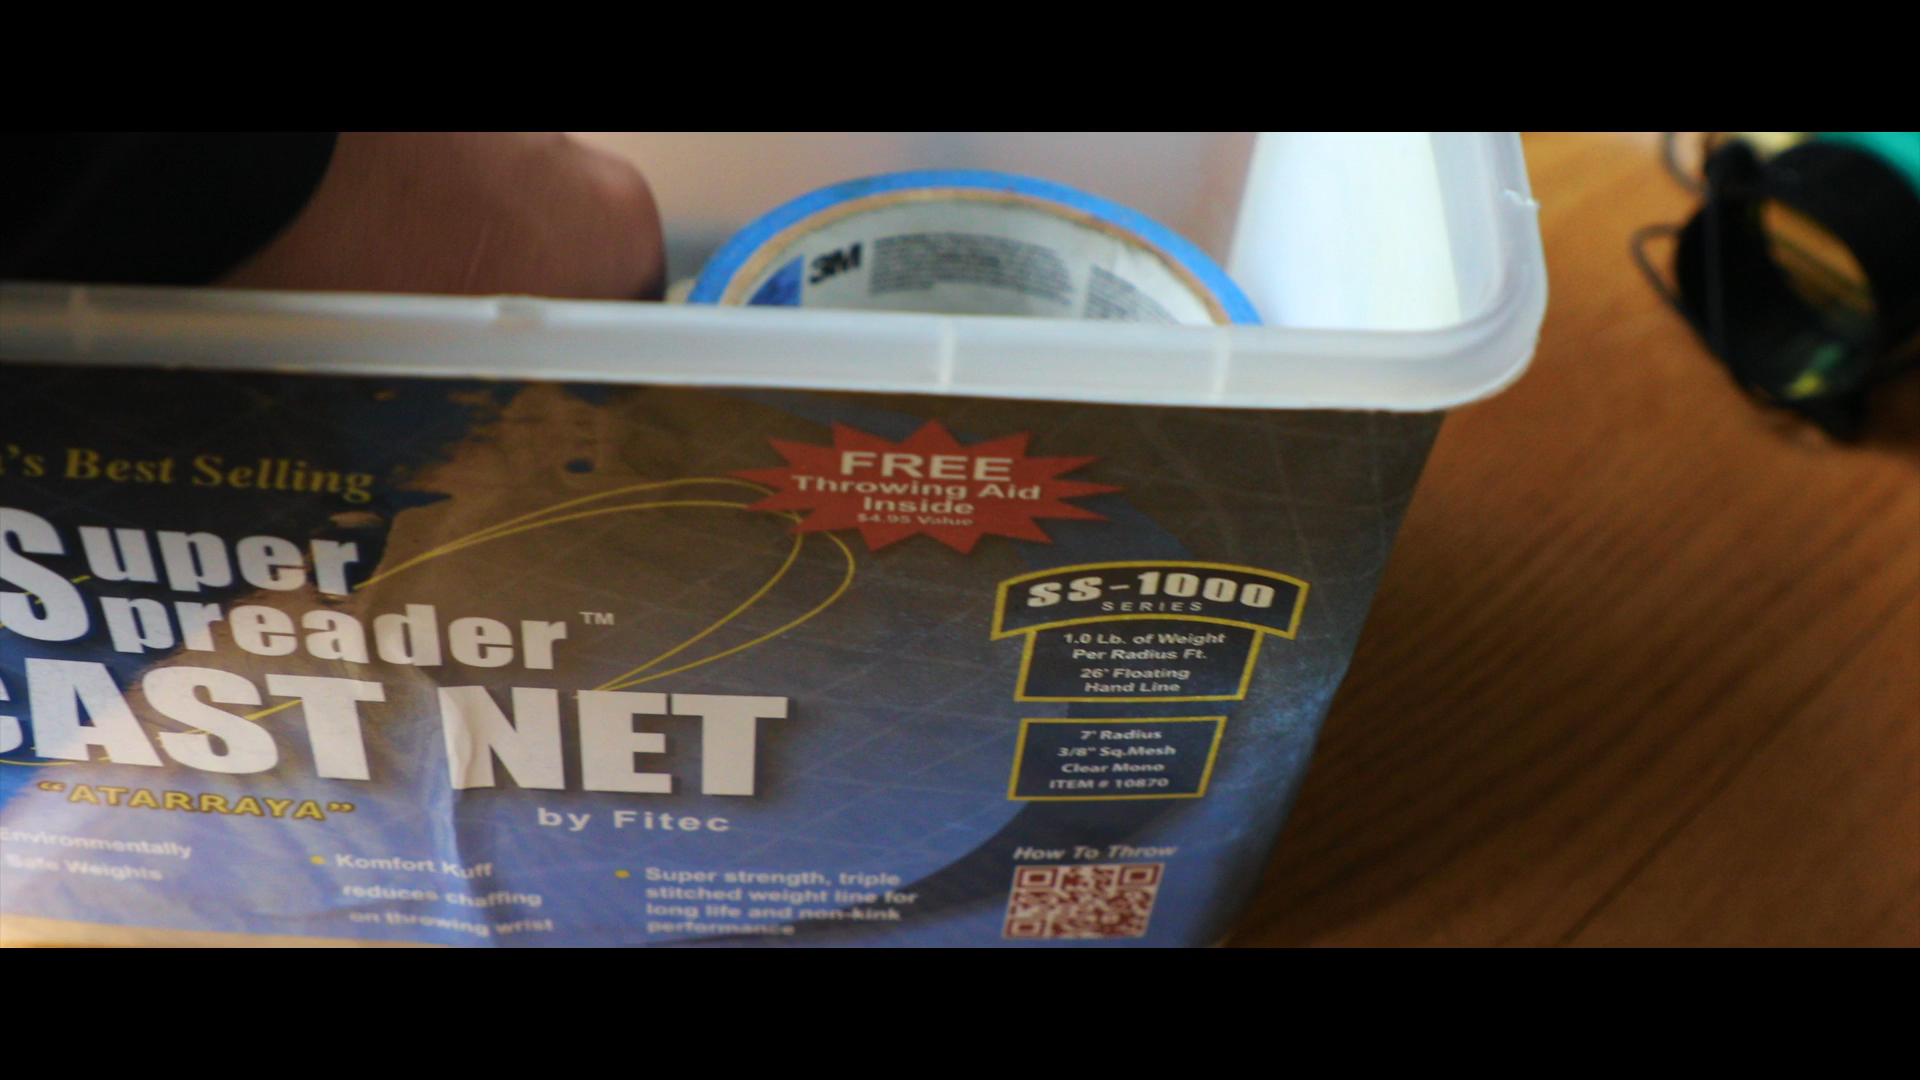 3M
's Best Selling
FREE
Throwing Aid
Inside
$4.95 Value
Super
Spreader™
CAST NET
"ATARRAYA"
by Fitec
SS-1000
SERIES
1.0 Lb. of Weight
Per Radius Ft.
26' Floating
Hand Line
7' Radius
3/8" Sq.Mesh
Clear Mono
ITEM # 10870
Environmentally
Safe Weights
Komfort Kuff
reduces chaffing
on throwing wrist
Super strength, triple
stitched weight line for
long life and non-kink
performance
How To Throw